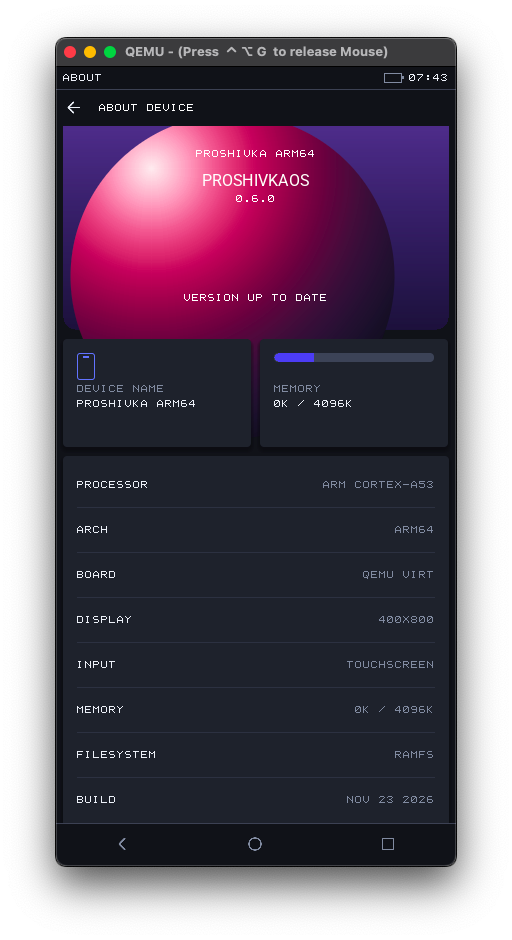 QEMU - (Press ⌃⌥G to release Mouse)
ABOUT 07:43
ABOUT DEVICE
PROSHIVKA ARM64
PROSHIVKAOS
0.6.0
VERSION UP TO DATE
DEVICE NAME
PROSHIVKA ARM64
MEMORY
0K / 4096K
PROCESSOR ARM CORTEX-A53
ARCH ARM64
BOARD QEMU VIRT
DISPLAY 400X800
INPUT TOUCHSCREEN
MEMORY 0K / 4096K
FILESYSTEM RAMFS
BUILD NOV 23 2026